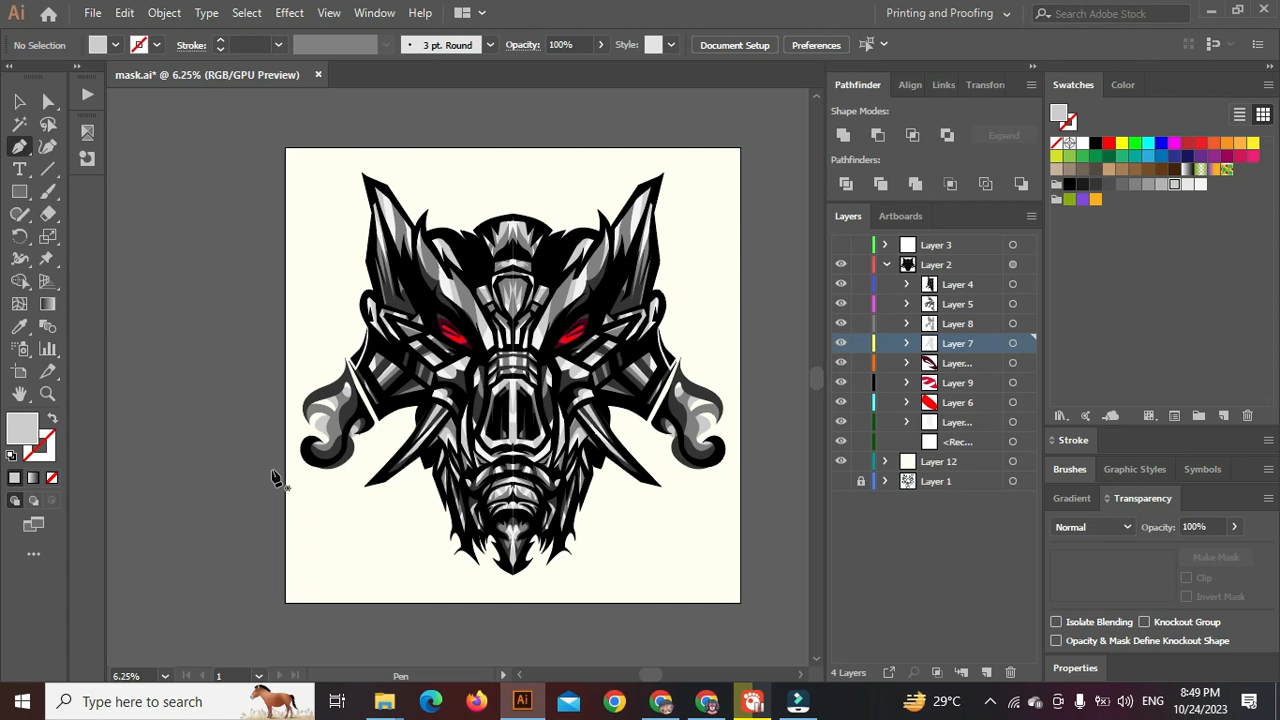 Ai File Edit Object Type Select Effect View Window Help Printing and Proofing Search Adobe Stock
No Selection Stroke: 3 pt. Round Opacity: 100% Style: Document Setup Preferences
mask.ai* @ 6.25% (RGB/GPU Preview)
Pathfinder Align Links Transforn
Swatches Color
Shape Modes:
Expand
Pathfinders:
Layers Artboards
Layer 3
Layer 2
Layer 4
Layer 5
Layer 8
Layer 7
Layer...
Layer 9
Layer 6
Layer...
<Rec...
Layer 12
Layer 1
Stroke
Brushes Graphic Styles Symbols
Gradient Transparency
Normal Opacity: 100%
Make Mask
Clip
Invert Mask
Isolate Blending Knockout Group
Opacity & Mask Define Knockout Shape
Properties
6.25% 1 Pen 4 Layers
Type here to search Ai 29°C ENG 8:49 PM
10/24/2023